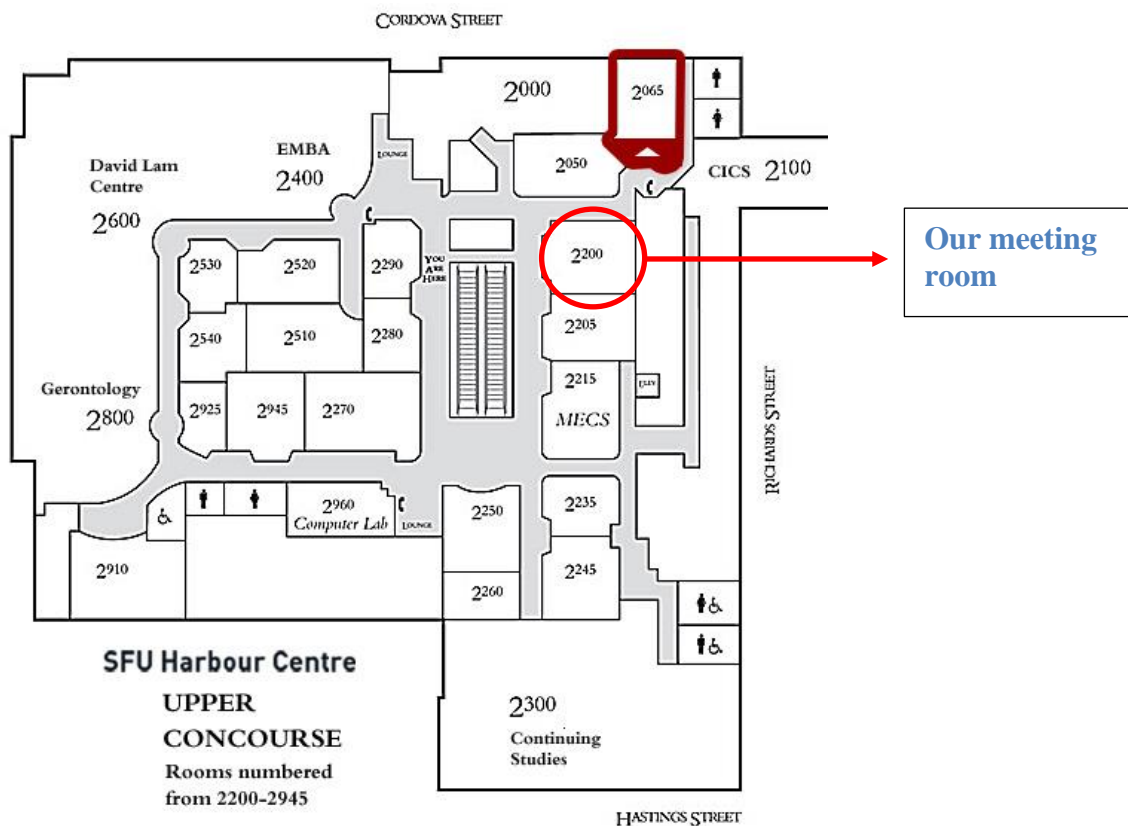 CORDOVA STREET
2000
2065
LOUNGE
EMBA
2400
2050
CICS 2100
David Lam
Centre
2600
2530
2520
2290
YOU
ARE
HERE
2200
Our meeting
room
2540
2510
2280
2205
Gerontology
2800
2925
2945
2270
2215
MECS
ELEV
RICHARDS STREET
2960
Computer Lab
LOUNGE
2250
2235
2910
2260
2245
SFU Harbour Centre
UPPER
CONCOURSE
Rooms numbered
from 2200-2945
2300
Continuing
Studies
HASTINGS STREET